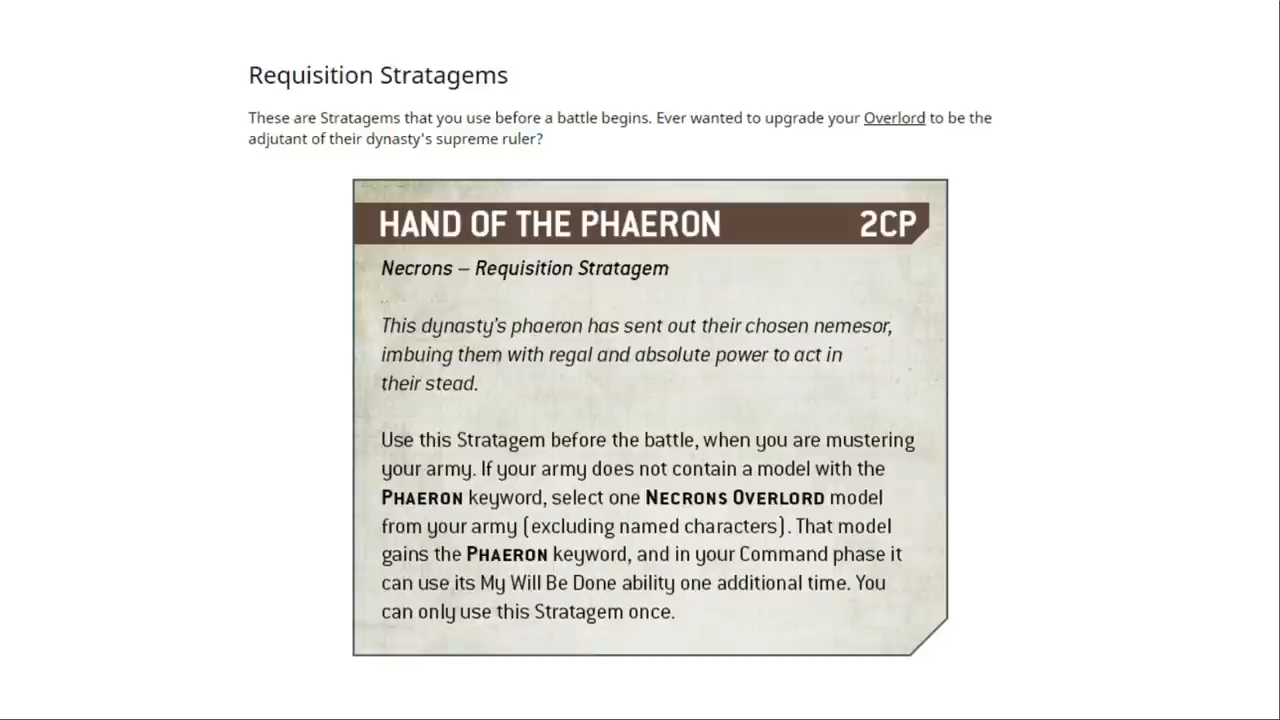 Requisition Stratagems
These are Stratagems that you use before a battle begins. Ever wanted to upgrade your Overlord to be the
adjutant of their dynasty's supreme ruler?
HAND OF THE PHAERON 2CP
Necrons – Requisition Stratagem
This dynasty's phaeron has sent out their chosen nemesor,
imbuing them with regal and absolute power to act in
their stead.
Use this Stratagem before the battle, when you are mustering
your army. If your army does not contain a model with the
PHAERON keyword, select one NECRONS OVERLORD model
from your army (excluding named characters). That model
gains the PHAERON keyword, and in your Command phase it
can use its My Will Be Done ability one additional time. You
can only use this Stratagem once.